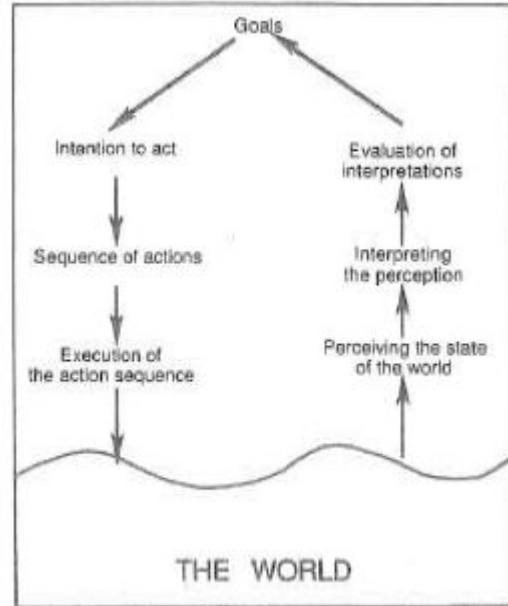 Goals
Intention to act
Evaluation of
interpretations
Sequence of actions
Interpreting
the perception
Execution of
the action sequence
Perceiving the state
of the world
THE WORLD